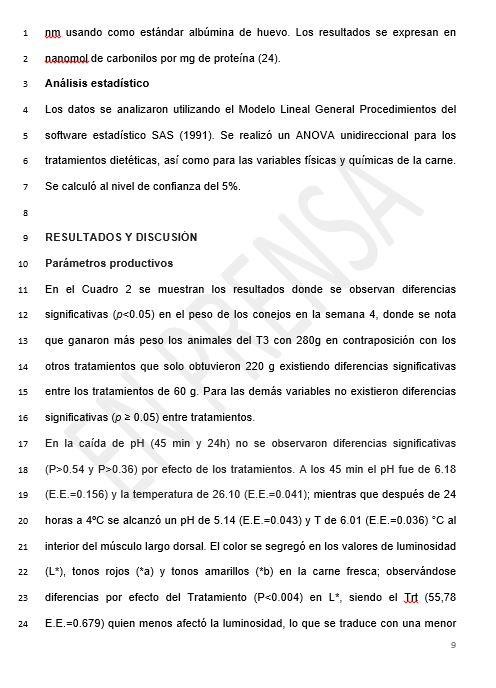 1 nm usando como estándar albúmina de huevo. Los resultados se expresan en
2 nanomol de carbonilos por mg de proteína (24).
3 Análisis estadístico
4 Los datos se analizaron utilizando el Modelo Lineal General Procedimientos del
5 software estadístico SAS (1991). Se realizó un ANOVA unidireccional para los
6 tratamientos dietéticas, así como para las variables físicas y químicas de la carne.
7 Se calculó al nivel de confianza del 5%.
8
9 RESULTADOS Y DISCUSIÓN
10 Parámetros productivos
11 En el Cuadro 2 se muestran los resultados donde se observan diferencias
12 significativas (p<0.05) en el peso de los conejos en la semana 4, donde se nota
13 que ganaron más peso los animales del T3 con 280g en contraposición con los
14 otros tratamientos que solo obtuvieron 220 g existiendo diferencias significativas
15 entre los tratamientos de 60 g. Para las demás variables no existieron diferencias
16 significativas (p ≥ 0.05) entre tratamientos.
17 En la caída de pH (45 min y 24h) no se observaron diferencias significativas
18 (P>0.54 y P>0.36) por efecto de los tratamientos. A los 45 min el pH fue de 6.18
19 (E.E.=0.156) y la temperatura de 26.10 (E.E.=0.041); mientras que después de 24
20 horas a 4ºC se alcanzó un pH de 5.14 (E.E.=0.043) y T de 6.01 (E.E.=0.036) °C al
21 interior del músculo largo dorsal. El color se segregó en los valores de luminosidad
22 (L*), tonos rojos (*a) y tonos amarillos (*b) en la carne fresca; observándose
23 diferencias por efecto del Tratamiento (P<0.004) en L*, siendo el Trt (55,78
24 E.E.=0.679) quien menos afectó la luminosidad, lo que se traduce con una menor
9
EN PRENSA